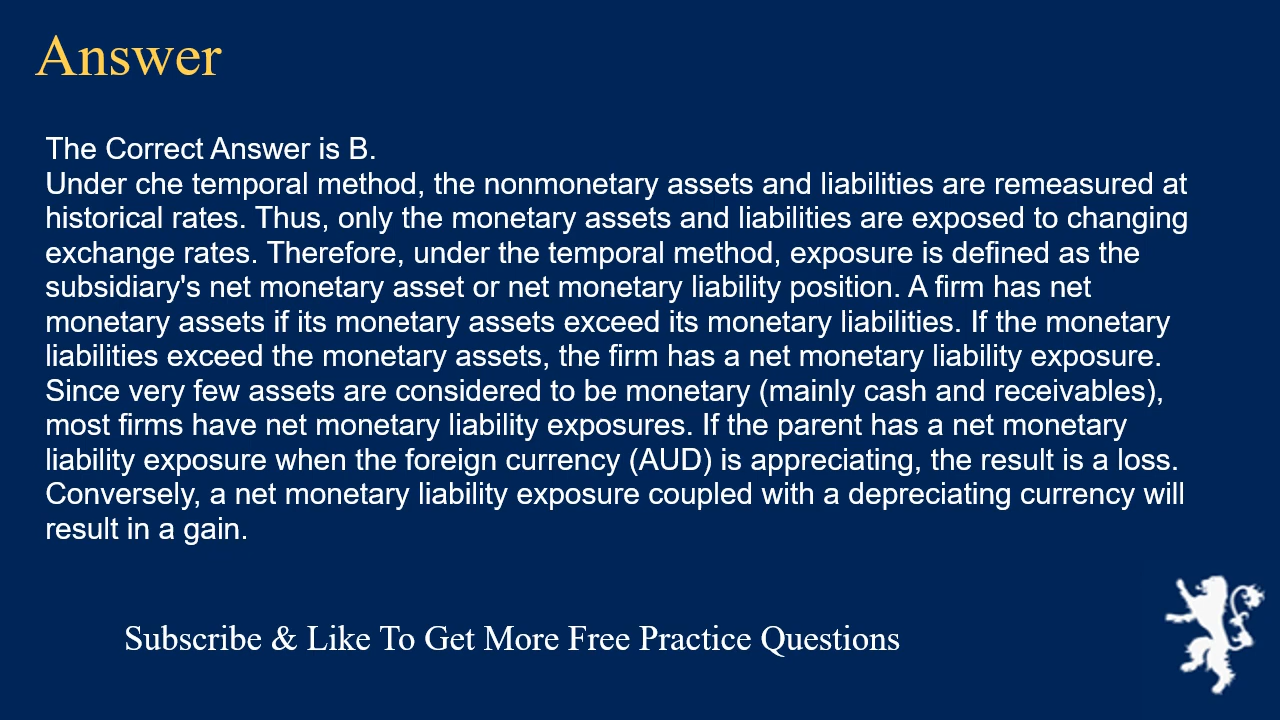 Answer
The Correct Answer is B.
Under che temporal method, the nonmonetary assets and liabilities are remeasured at
historical rates. Thus, only the monetary assets and liabilities are exposed to changing
exchange rates. Therefore, under the temporal method, exposure is defined as the
subsidiary's net monetary asset or net monetary liability position. A firm has net
monetary assets if its monetary assets exceed its monetary liabilities. If the monetary
liabilities exceed the monetary assets, the firm has a net monetary liability exposure.
Since very few assets are considered to be monetary (mainly cash and receivables),
most firms have net monetary liability exposures. If the parent has a net monetary
liability exposure when the foreign currency (AUD) is appreciating, the result is a loss.
Conversely, a net monetary liability exposure coupled with a depreciating currency will
result in a gain.
Subscribe & Like To Get More Free Practice Questions